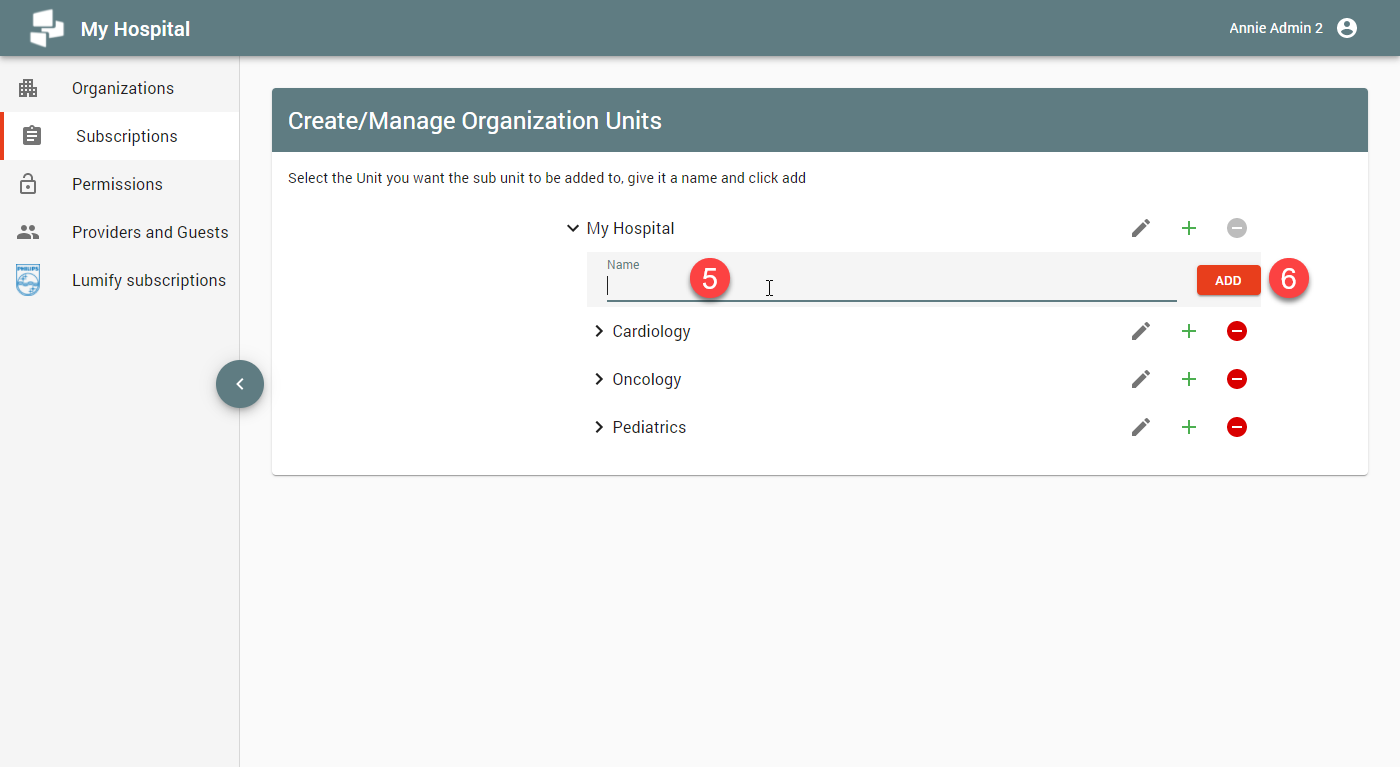 My Hospital
Annie Admin 2
Organizations
Subscriptions
Permissions
Providers and Guests
PHILIPS
Lumify subscriptions
Create/Manage Organization Units
Select the Unit you want the sub unit to be added to, give it a name and click add
My Hospital
Name
5
ADD
6
Cardiology
Oncology
Pediatrics